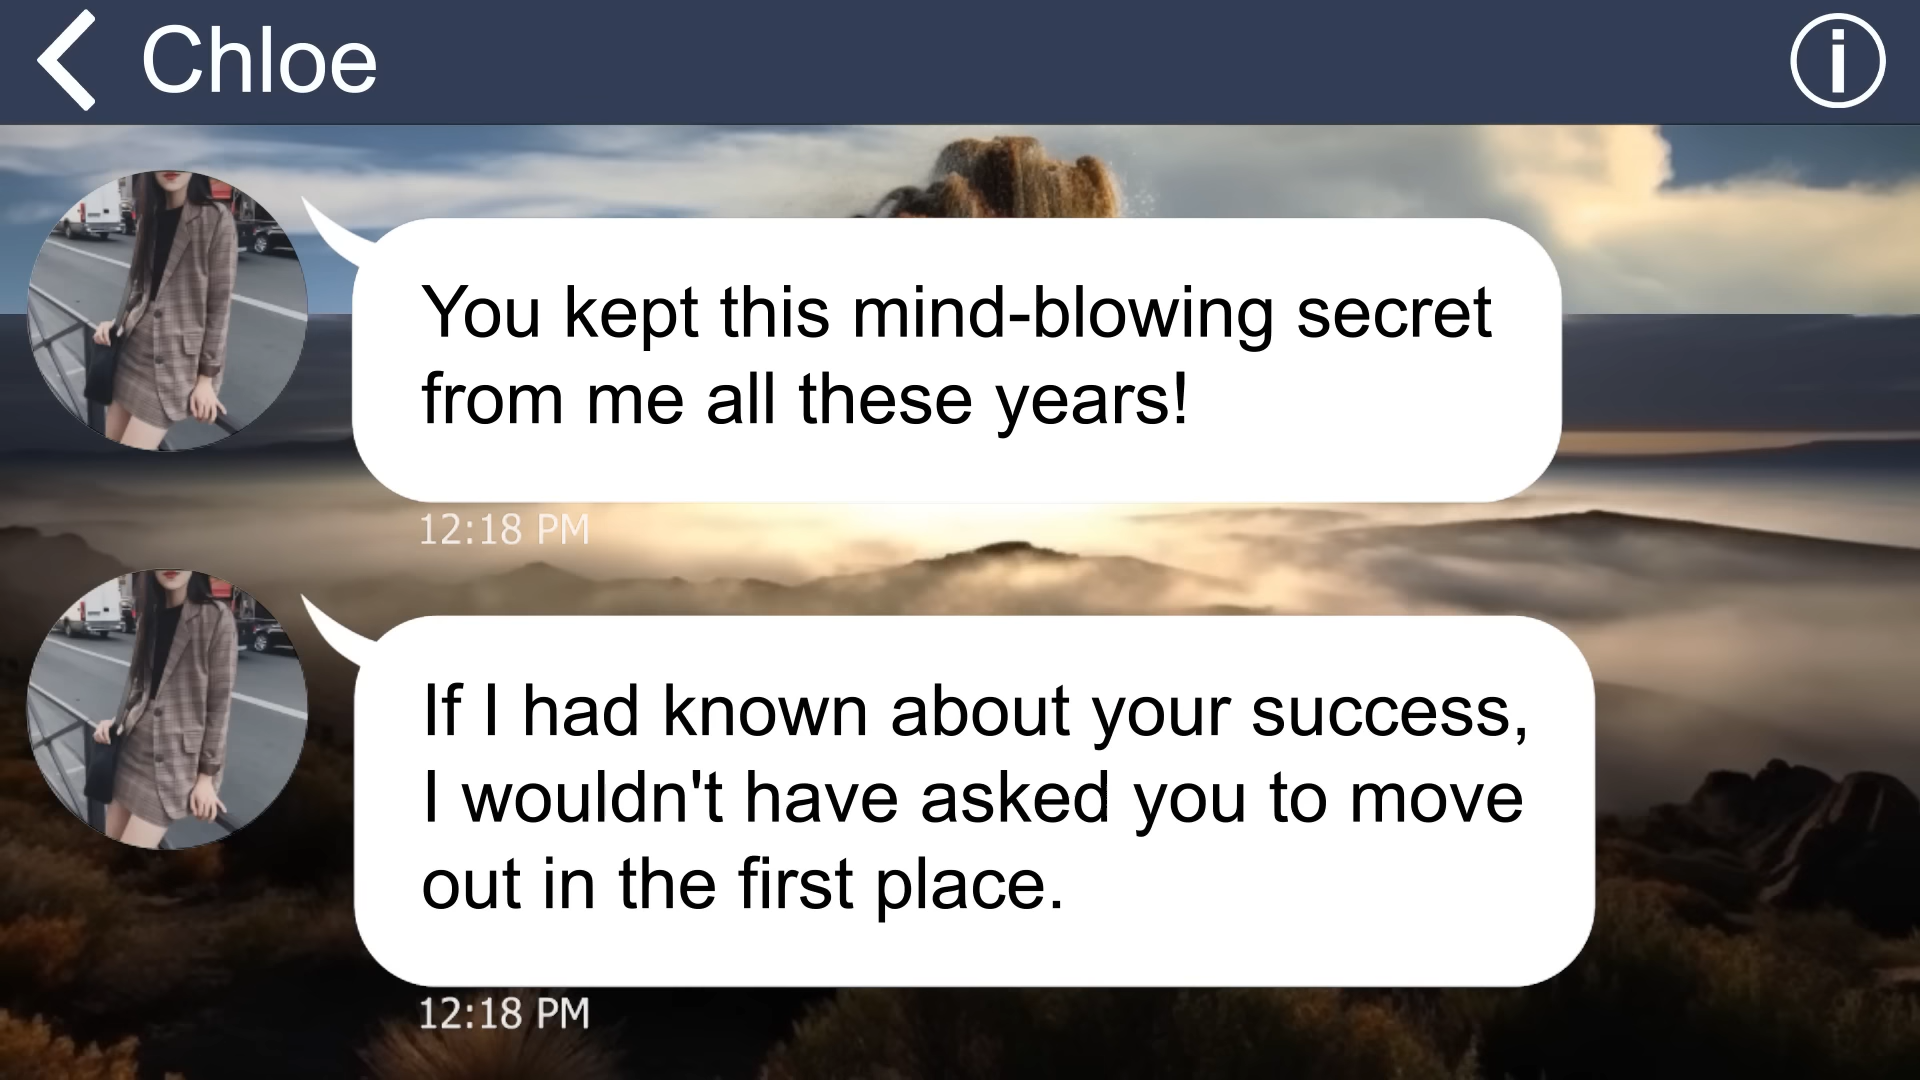 Chloe
You kept this mind-blowing secret
from me all these years!
12:18 PM
If I had known about your success,
I wouldn't have asked you to move
out in the first place.
12:18 PM